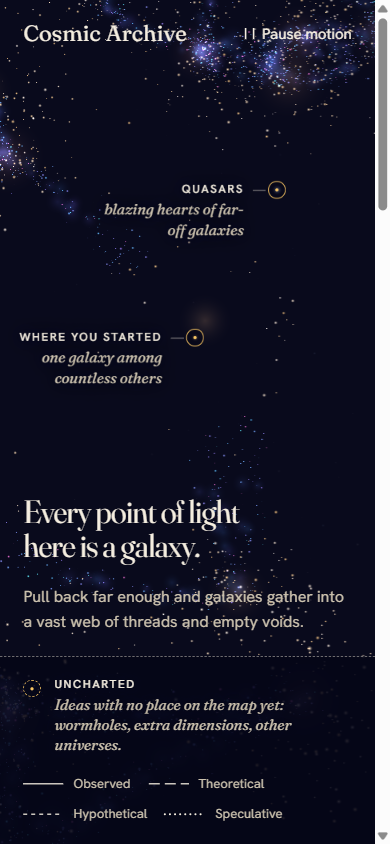 Cosmic Archive
Pause motion
QUASARS
blazing hearts of far-
off galaxies
WHERE YOU STARTED
one galaxy among
countless others
Every point of light
here is a galaxy.
Pull back far enough and galaxies gather into
a vast web of threads and empty voids.
UNCHARTED
Ideas with no place on the map yet:
wormholes, extra dimensions, other
universes.
Observed
Theoretical
Hypothetical
Speculative